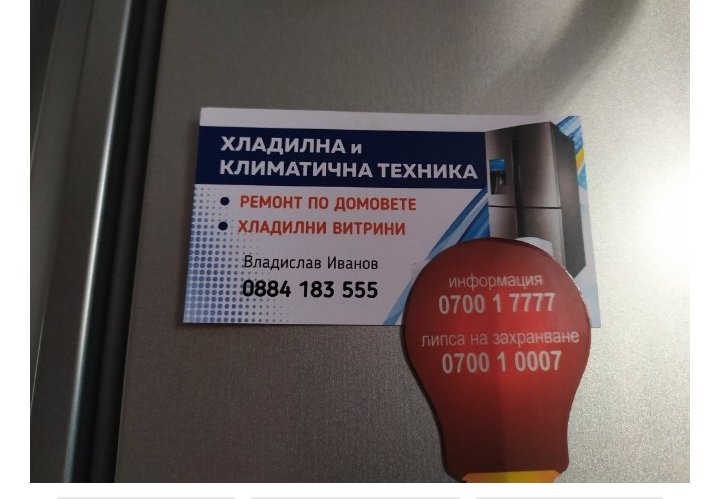 ХЛАДИЛНА и
КЛИМАТИЧНА ТЕХНИКА
• РЕМОНТ ПО ДОМОВЕТЕ
• ХЛАДИЛНИ ВИТРИНИ
Владислав Иванов
0884 183 555
информация
0700 1 7777
липса на захранване
0700 1 0007